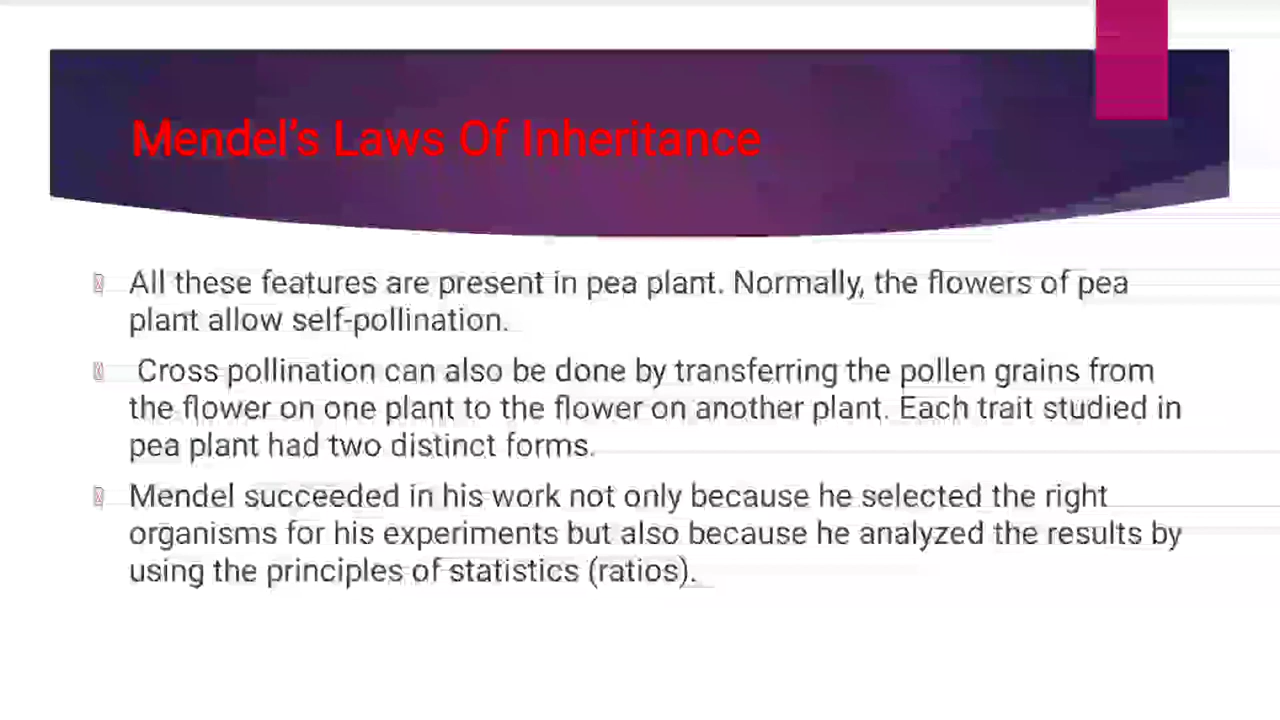 Mendel's Laws Of Inheritance
All these features are present in pea plant. Normally, the flowers of pea
plant allow self-pollination.
Cross pollination can also be done by transferring the pollen grains from
the flower on one plant to the flower on another plant. Each trait studied in
pea plant had two distinct forms.
Mendel succeeded in his work not only because he selected the right
organisms for his experiments but also because he analyzed the results by
using the principles of statistics (ratios).